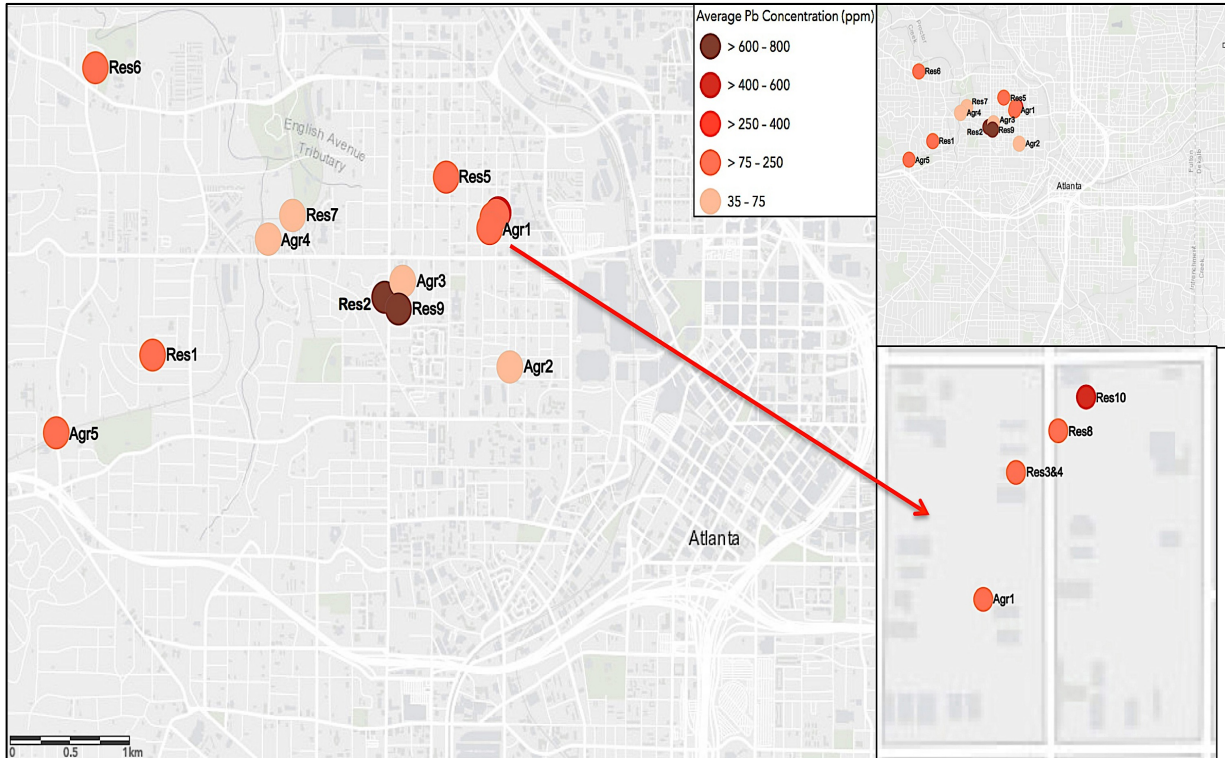 Res6
English Avenue
Tributary
Res5
Res7
Agr4
Agr1
Agr3
Res2
Res9
Res1
Agr2
Agr5
Atlanta
0 0.5 1km
Average Pb Concentration (ppm)
> 600 - 800
> 400 - 600
> 250 - 400
> 75 - 250
35 - 75
Creek
Res6
Res7
Res5
Agr4
Agr1
Agr3
Res2
Res9
Res1
Agr2
Agr5
Atlanta
Creek
Res10
Res8
Res3&4
Agr1